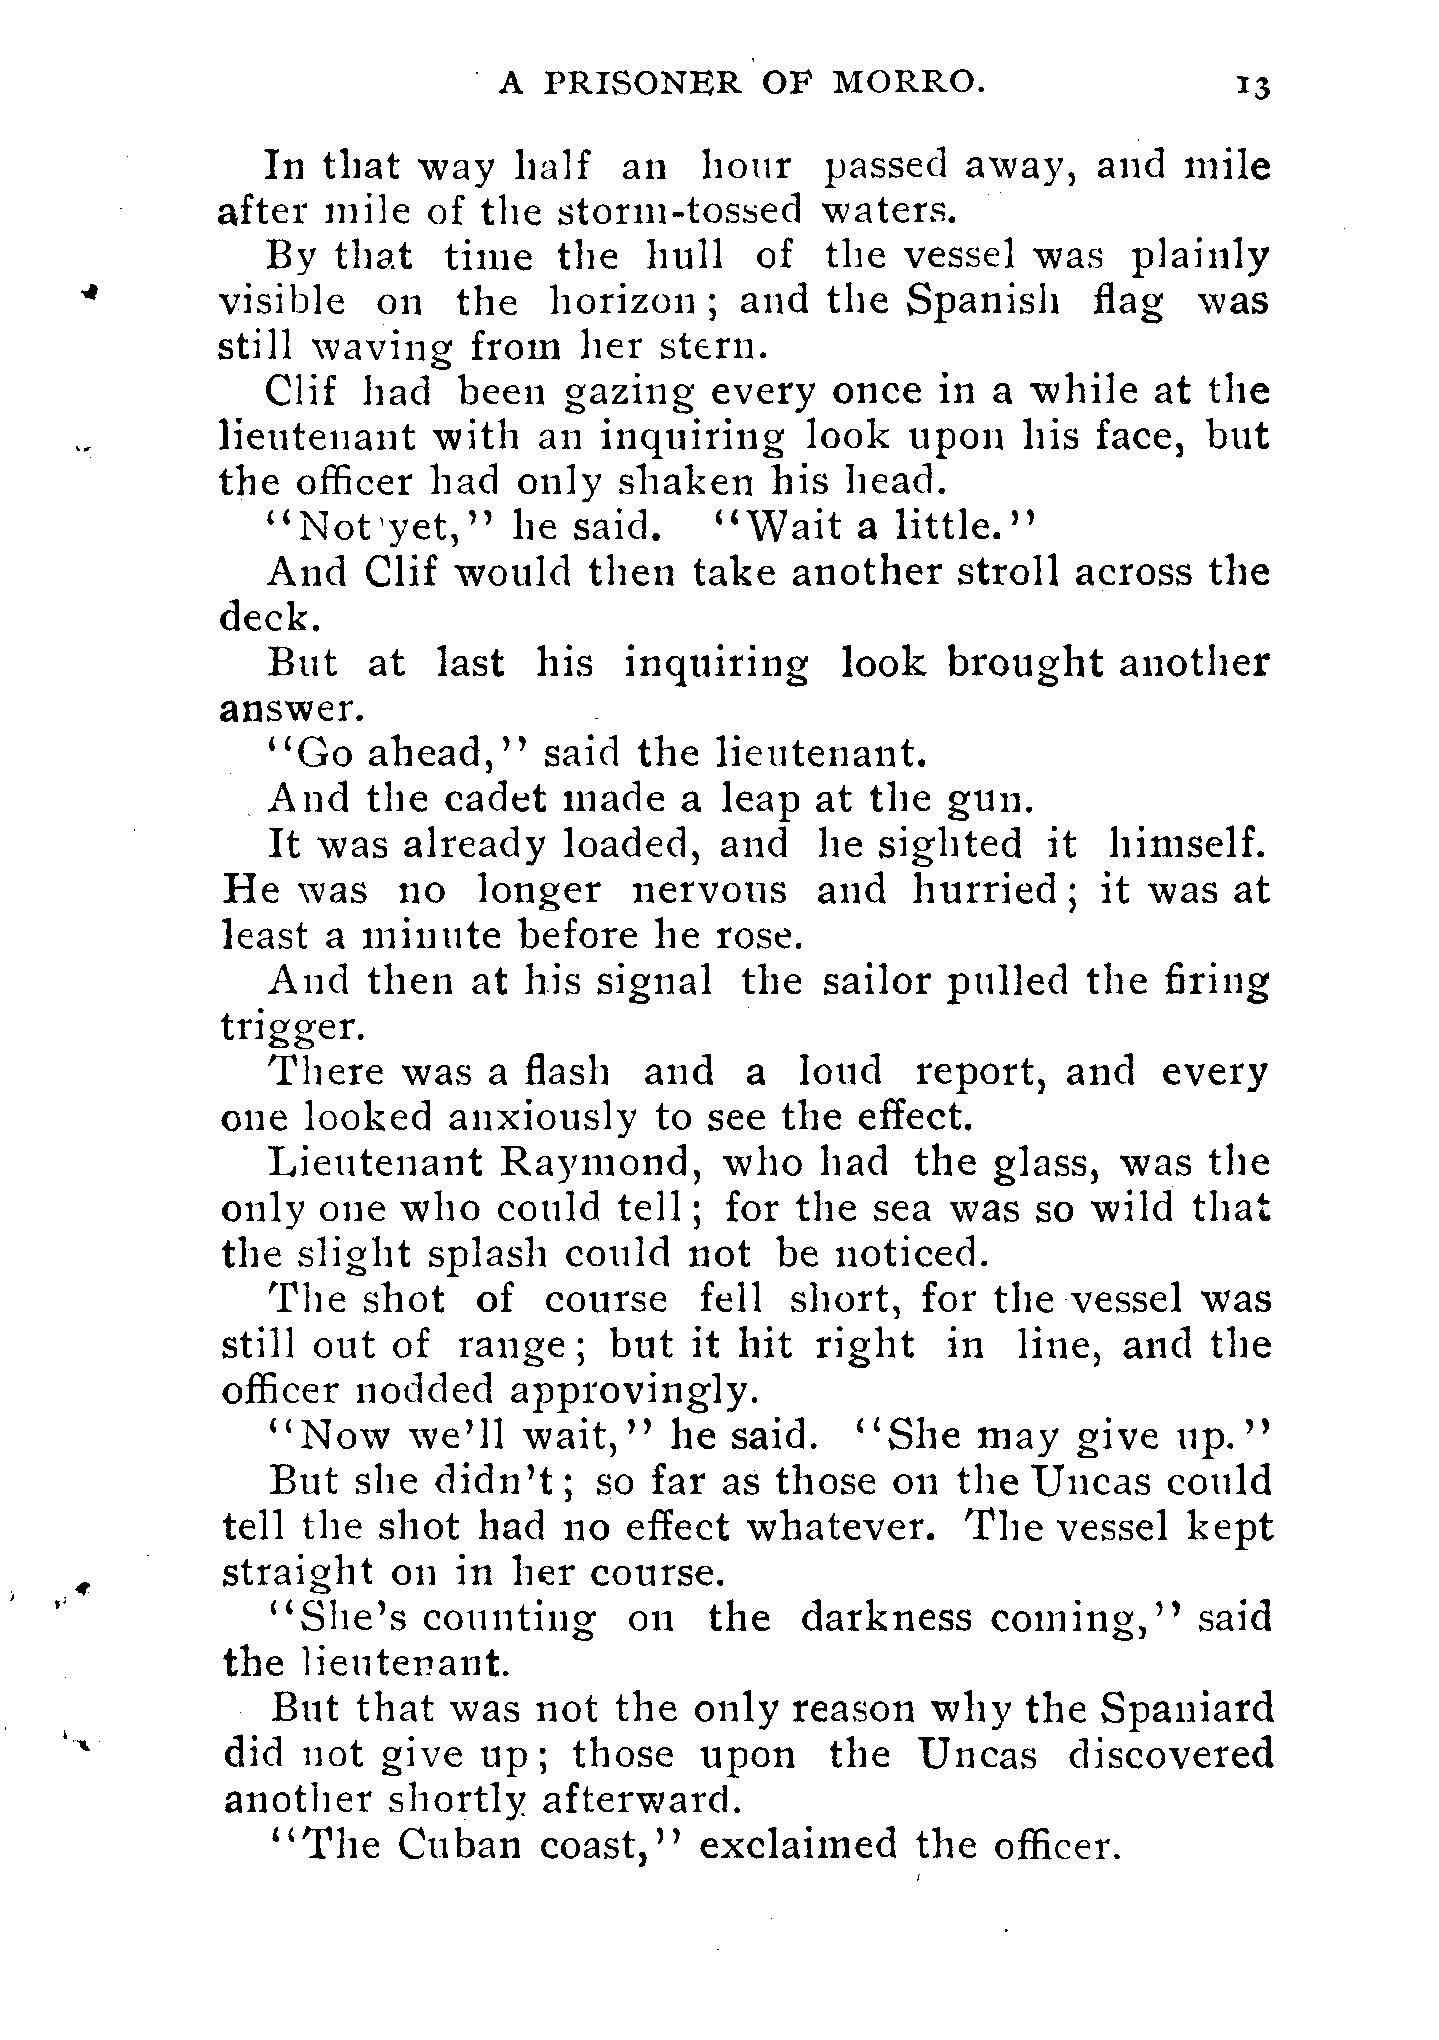 A PRISONER OF MORRO. 13
In that way half an hour passed away, and mile
after mile of the storm-tossed waters.
By that time the hull of the vessel was plainly
visible on the horizon; and the Spanish flag was
still waving from her stern.
Clif had been gazing every once in a while at the
lieutenant with an inquiring look upon his face, but
the officer had only shaken his head.
"Not yet," he said. "Wait a little."
And Clif would then take another stroll across the
deck.
But at last his inquiring look brought another
answer.
"Go ahead," said the lieutenant.
And the cadet made a leap at the gun.
It was already loaded, and he sighted it himself.
He was no longer nervous and hurried; it was at
least a minute before he rose.
And then at his signal the sailor pulled the firing
trigger.
There was a flash and a loud report, and every
one looked anxiously to see the effect.
Lieutenant Raymond, who had the glass, was the
only one who could tell; for the sea was so wild that
the slight splash could not be noticed.
The shot of course fell short, for the vessel was
still out of range; but it hit right in line, and the
officer nodded approvingly.
"Now we'll wait," he said. "She may give up."
But she didn't; so far as those on the Uncas could
tell the shot had no effect whatever. The vessel kept
straight on in her course.
"She's counting on the darkness coming," said
the lieutenant.
But that was not the only reason why the Spaniard
did not give up; those upon the Uncas discovered
another shortly afterward.
"The Cuban coast," exclaimed the officer.